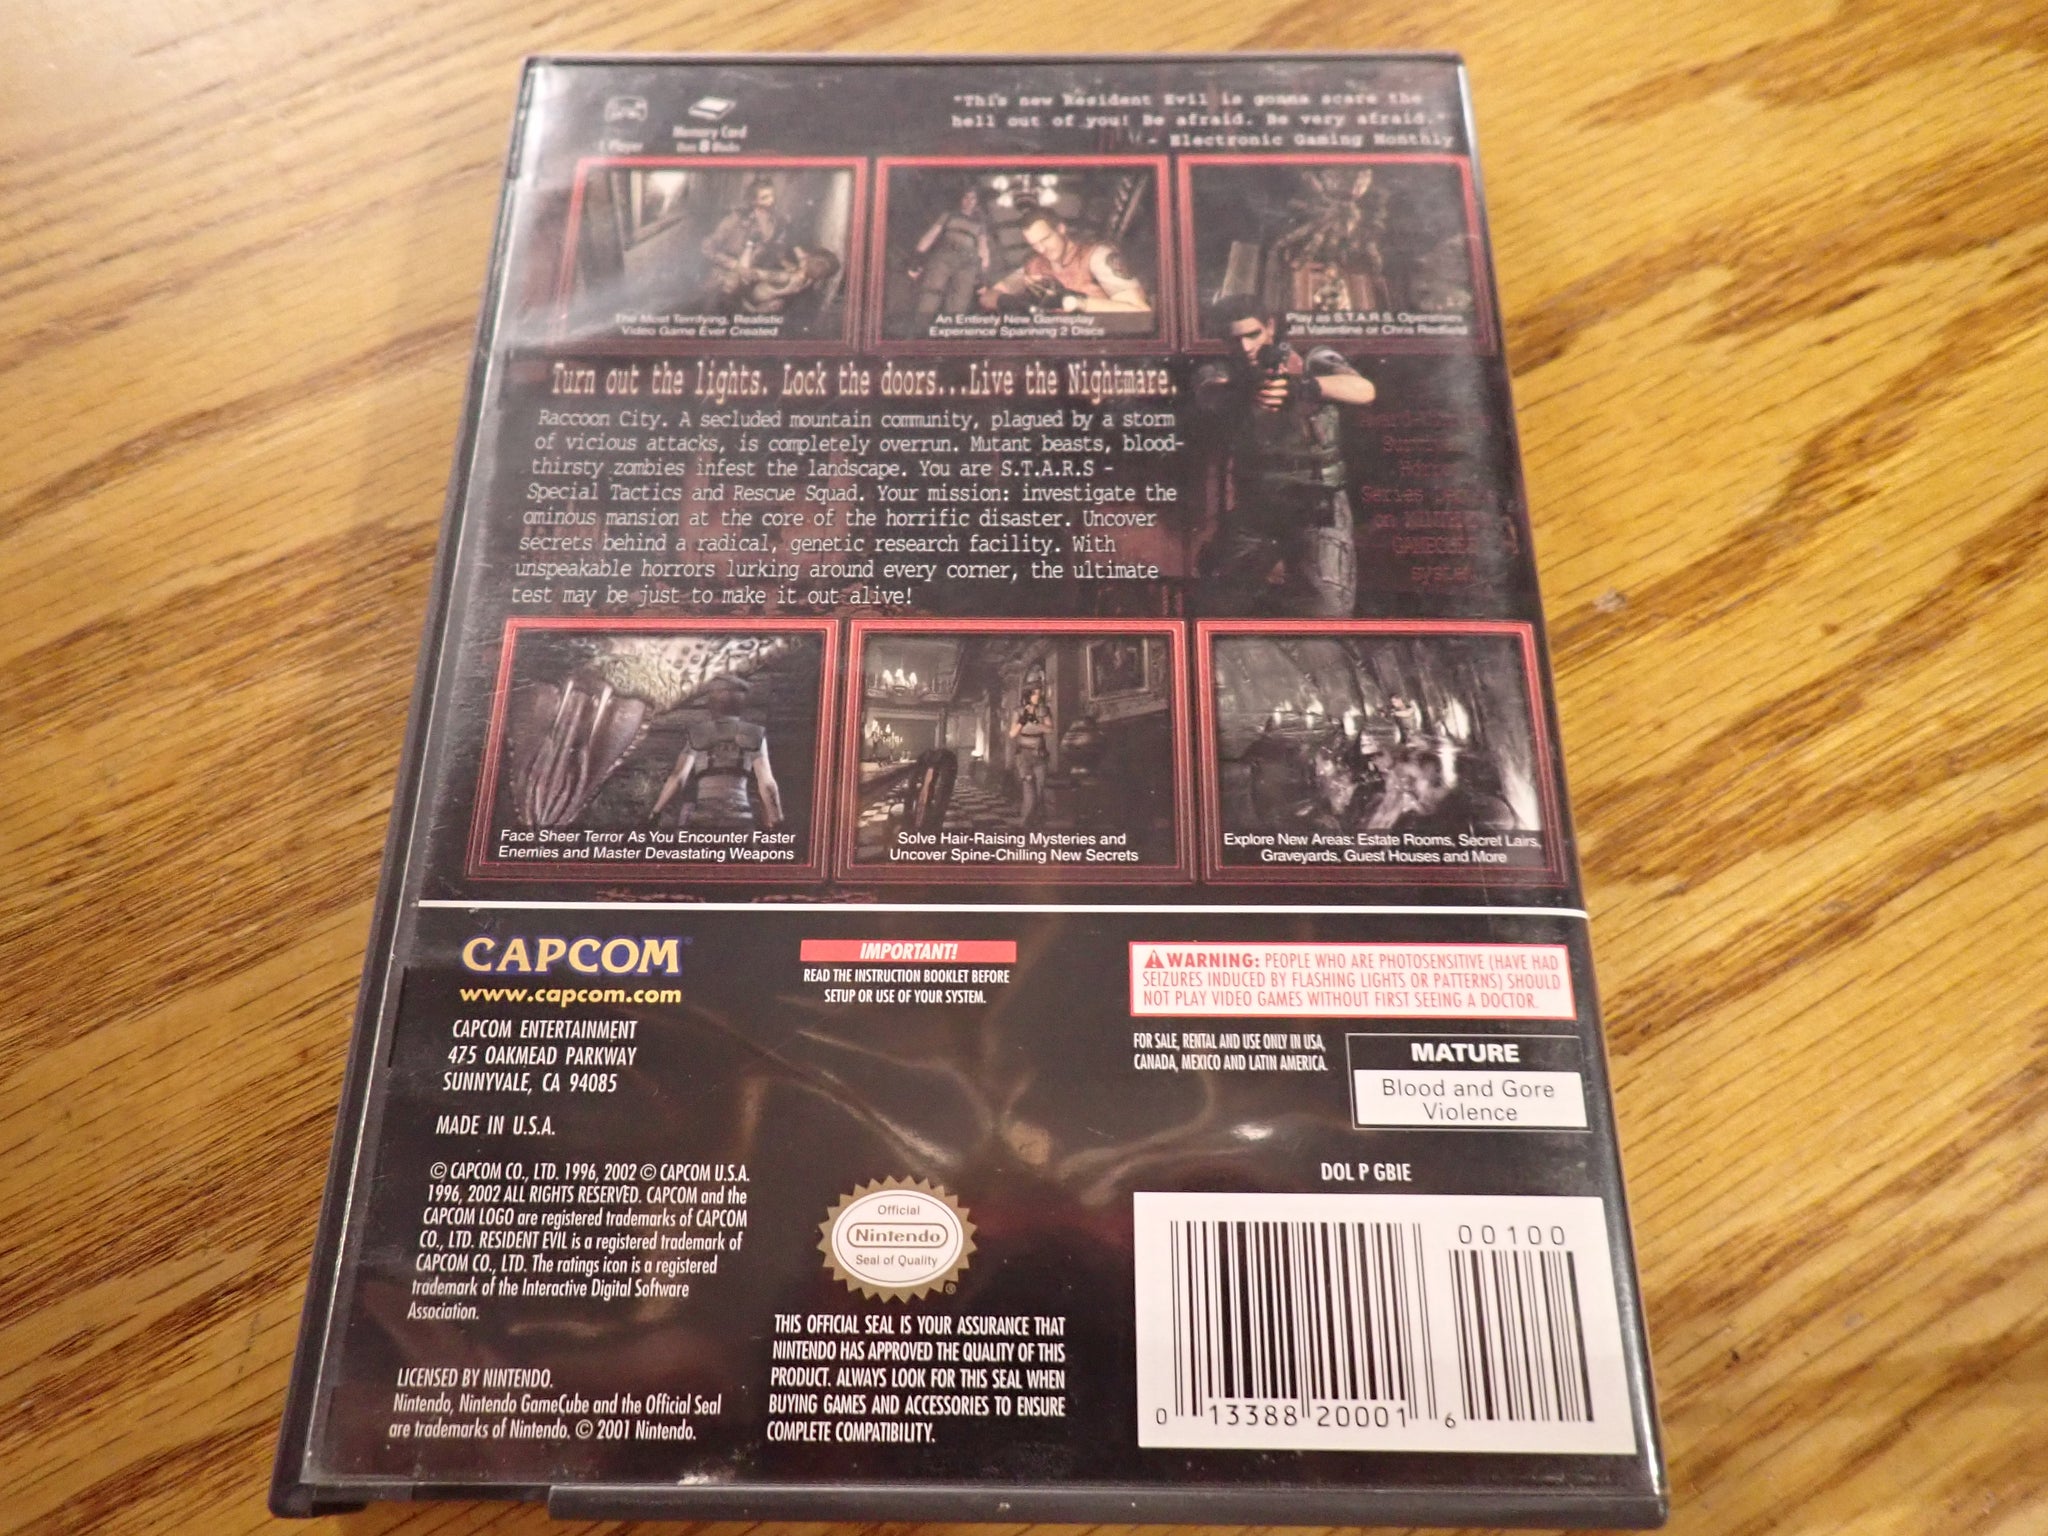 1 Player
Memory Card
Uses 8 Blocks
"This new Resident Evil is gonna scare the
hell out of you! Be afraid. Be very afraid."
- Electronic Gaming Monthly
The Most Terrifying, Realistic
Video Game Ever Created
An Entirely New Gameplay
Experience Spanning 2 Discs
Play as S.T.A.R.S. Operatives
Jill Valentine or Chris Redfield
Turn out the lights. Lock the doors...Live the Nightmare.
Raccoon City. A secluded mountain community, plagued by a storm
of vicious attacks, is completely overrun. Mutant beasts, blood-
thirsty zombies infest the landscape. You are S.T.A.R.S -
Special Tactics and Rescue Squad. Your mission: investigate the
ominous mansion at the core of the horrific disaster. Uncover
secrets behind a radical, genetic research facility. With
unspeakable horrors lurking around every corner, the ultimate
test may be just to make it out alive!
Horror
Series
on
GAMECUBE
system.
Face Sheer Terror As You Encounter Faster
Enemies and Master Devastating Weapons
Solve Hair-Raising Mysteries and
Uncover Spine-Chilling New Secrets
Explore New Areas: Estate Rooms, Secret Lairs,
Graveyards, Guest Houses and More
CAPCOM
www.capcom.com
CAPCOM ENTERTAINMENT
475 OAKMEAD PARKWAY
SUNNYVALE, CA 94085
MADE IN U.S.A.
© CAPCOM CO., LTD. 1996, 2002 © CAPCOM U.S.A.
1996, 2002 ALL RIGHTS RESERVED. CAPCOM and the
CAPCOM LOGO are registered trademarks of CAPCOM
CO., LTD. RESIDENT EVIL is a registered trademark of
CAPCOM CO., LTD. The ratings icon is a registered
trademark of the Interactive Digital Software
Association.
LICENSED BY NINTENDO.
Nintendo, Nintendo GameCube and the Official Seal
are trademarks of Nintendo. © 2001 Nintendo.
IMPORTANT!
READ THE INSTRUCTION BOOKLET BEFORE
SETUP OR USE OF YOUR SYSTEM.
Official
Nintendo
Seal of Quality
®
THIS OFFICIAL SEAL IS YOUR ASSURANCE THAT
NINTENDO HAS APPROVED THE QUALITY OF THIS
PRODUCT. ALWAYS LOOK FOR THIS SEAL WHEN
BUYING GAMES AND ACCESSORIES TO ENSURE
COMPLETE COMPATIBILITY.
WARNING: PEOPLE WHO ARE PHOTOSENSITIVE (HAVE HAD
SEIZURES INDUCED BY FLASHING LIGHTS OR PATTERNS) SHOULD
NOT PLAY VIDEO GAMES WITHOUT FIRST SEEING A DOCTOR.
FOR SALE, RENTAL AND USE ONLY IN USA,
CANADA, MEXICO AND LATIN AMERICA.
MATURE
Blood and Gore
Violence
DOL P GBIE
00100
0 13388 20001 6